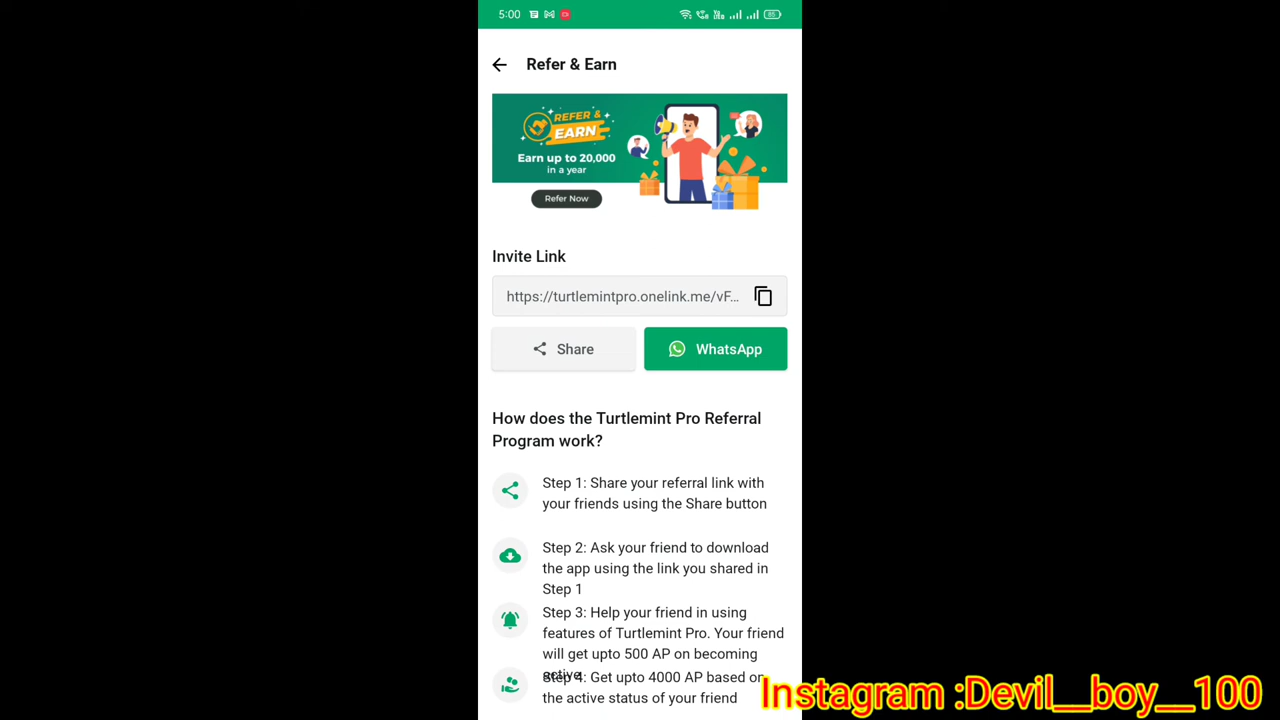 5:00
85
Refer & Earn
REFER &
EARN
Earn up to 20,000
in a year
Refer Now
Invite Link
https://turtlemintpro.onelink.me/vF...
Share
WhatsApp
How does the Turtlemint Pro Referral
Program work?
Step 1: Share your referral link with
your friends using the Share button
Step 2: Ask your friend to download
the app using the link you shared in
Step 1
Step 3: Help your friend in using
features of Turtlemint Pro. Your friend
will get upto 500 AP on becoming
active
Step 4: Get upto 4000 AP based on
the active status of your friend
Instagram :Devil__boy__100